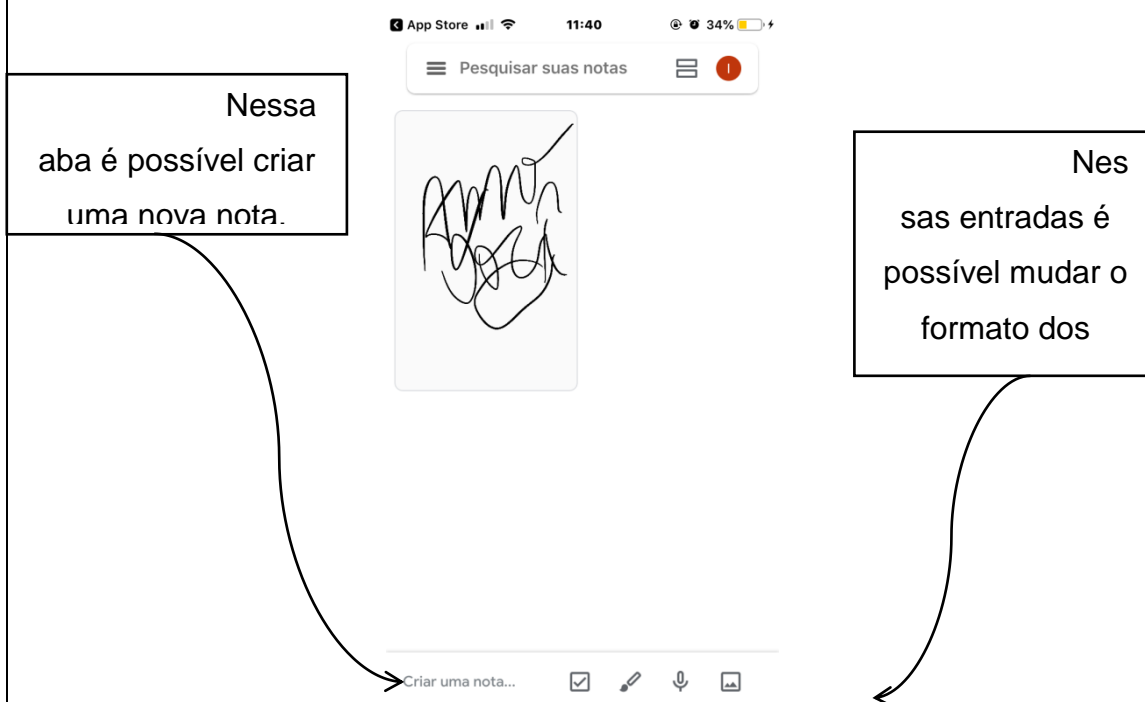 App Store 11:40 34%
Pesquisar suas notas I
Nessa
aba é possível criar
uma nova nota.
Nes
sas entradas é
possível mudar o
formato dos
Criar uma nota...